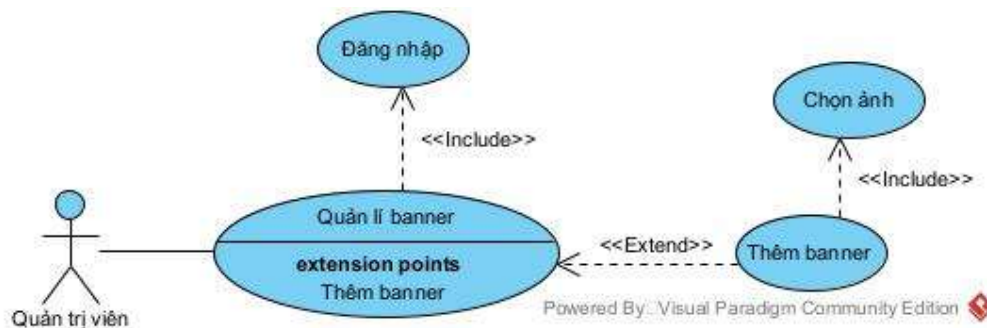 Đăng nhập
Chọn ảnh
<<Include>>
<<Include>>
Quản lí banner
<<Extend>>
Thêm banner
extension points
Thêm banner
Powered By: Visual Paradigm Community Edition
Quản trị viên